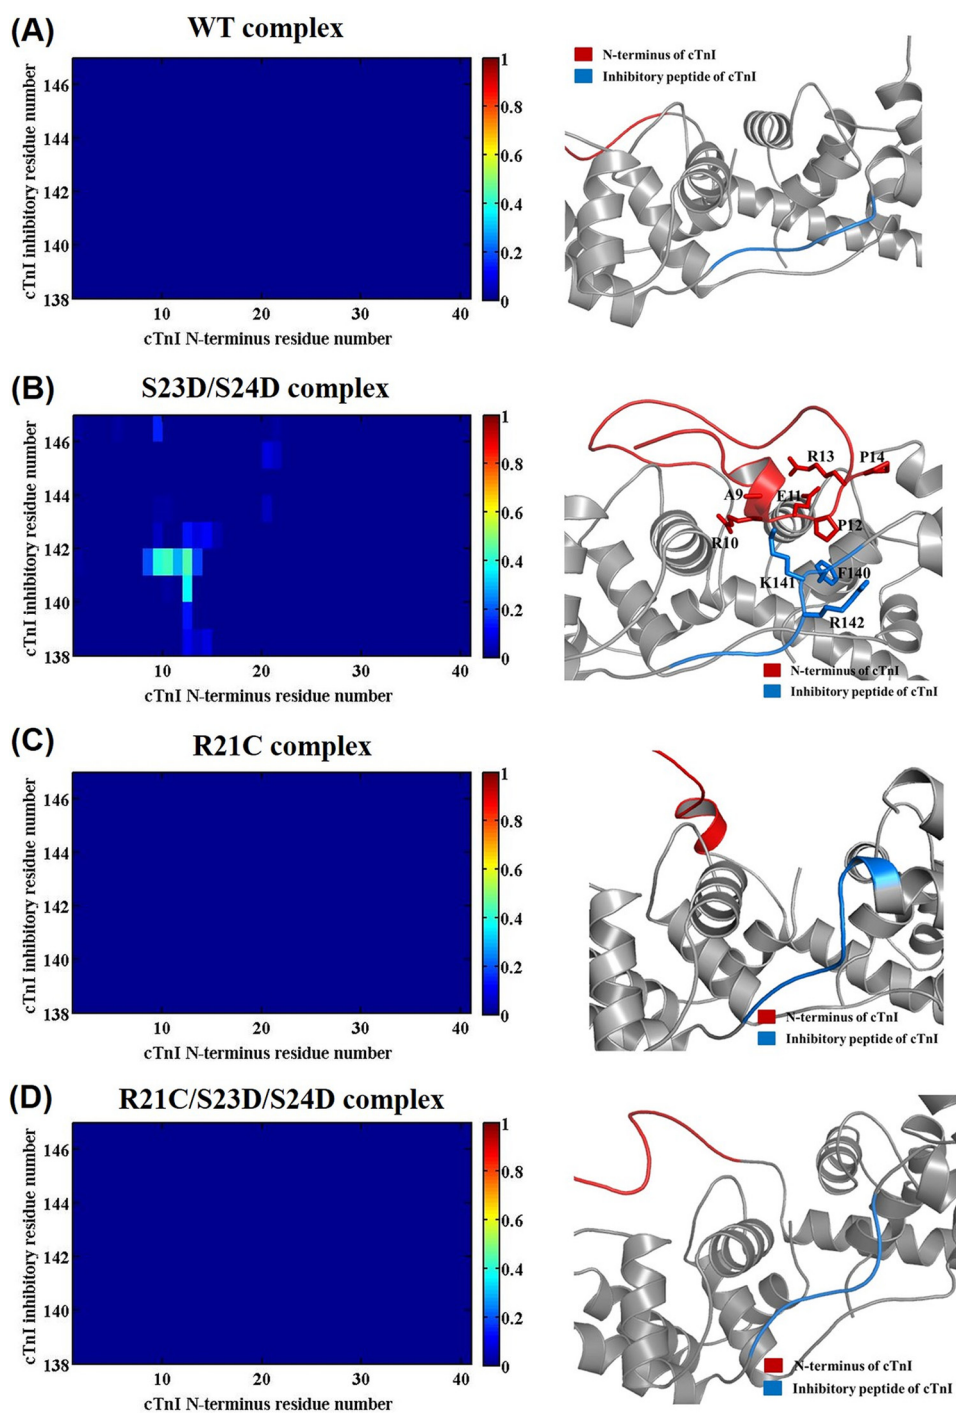 (A)
WT complex
cTnI inhibitory residue number
146
144
142
140
138
10
20
30
40
cTnI N-terminus residue number
1
0.8
0.6
0.4
0.2
0
N-terminus of cTnI
Inhibitory peptide of cTnI
(B)
S23D/S24D complex
cTnI inhibitory residue number
146
144
142
140
138
10
20
30
40
cTnI N-terminus residue number
1
0.8
0.6
0.4
0.2
0
R13
P14
A9
E11
R10
P12
K141
F140
R142
N-terminus of cTnI
Inhibitory peptide of cTnI
(C)
R21C complex
cTnI inhibitory residue number
146
144
142
140
138
10
20
30
40
cTnI N-terminus residue number
1
0.8
0.6
0.4
0.2
0
N-terminus of cTnI
Inhibitory peptide of cTnI
(D)
R21C/S23D/S24D complex
cTnI inhibitory residue number
146
144
142
140
138
10
20
30
40
cTnI N-terminus residue number
1
0.8
0.6
0.4
0.2
0
N-terminus of cTnI
Inhibitory peptide of cTnI